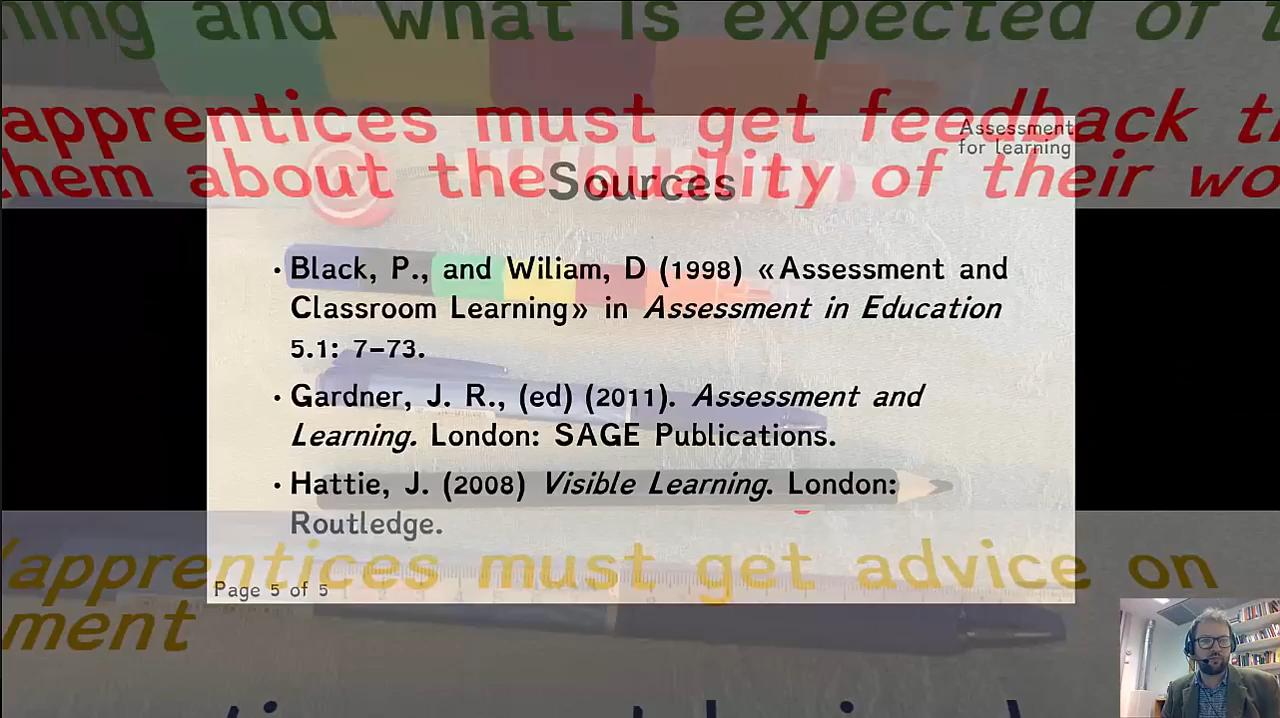 ning and what is expected of t
apprentices must get feedback th
hem about the quality of their wo
Assessment
for learning
Sources
• Black, P., and Wiliam, D (1998) «Assessment and
Classroom Learning» in Assessment in Education
5.1: 7–73.
• Gardner, J. R., (ed) (2011). Assessment and
Learning. London: SAGE Publications.
• Hattie, J. (2008) Visible Learning. London:
Routledge.
/apprentices must get advice on
ment
Page 5 of 5